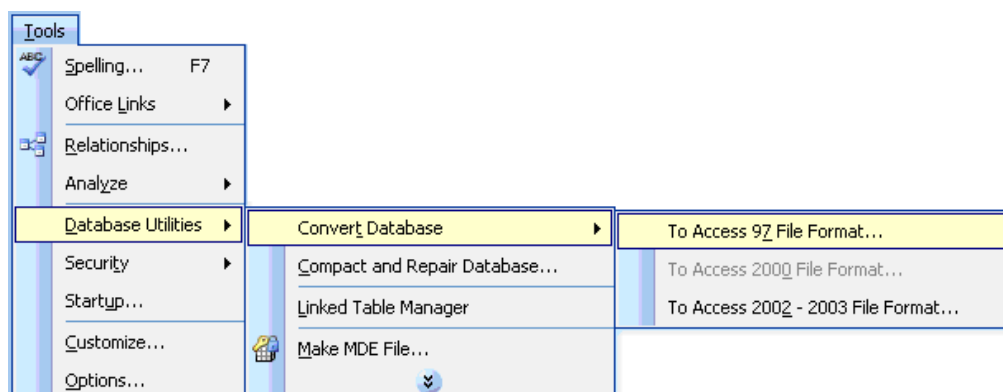 Tools
ABC
Spelling... F7
Office Links
Relationships...
Analyze
Database Utilities
Security
Startup...
Customize...
Options...
Convert Database
Compact and Repair Database...
Linked Table Manager
Make MDE File...
To Access 97 File Format...
To Access 2000 File Format...
To Access 2002 - 2003 File Format...